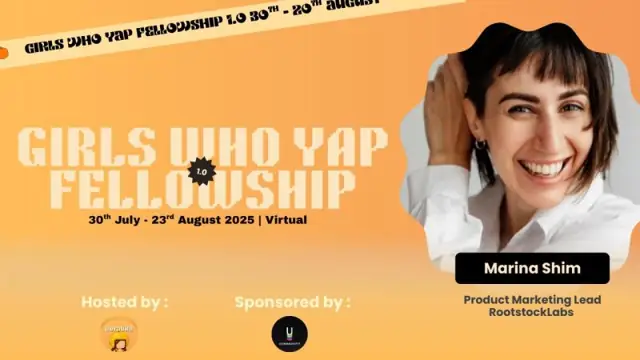 GIRLS WHO YAP FELLOWSHIP 1.0 30TH - 20TH AUGUST
GIRLS WHO YAP
1.0
FELLOWSHIP
30th July - 23rd August 2025 | Virtual
Marina Shim
Product Marketing Lead
RootstockLabs
Hosted by :
Sponsored by :